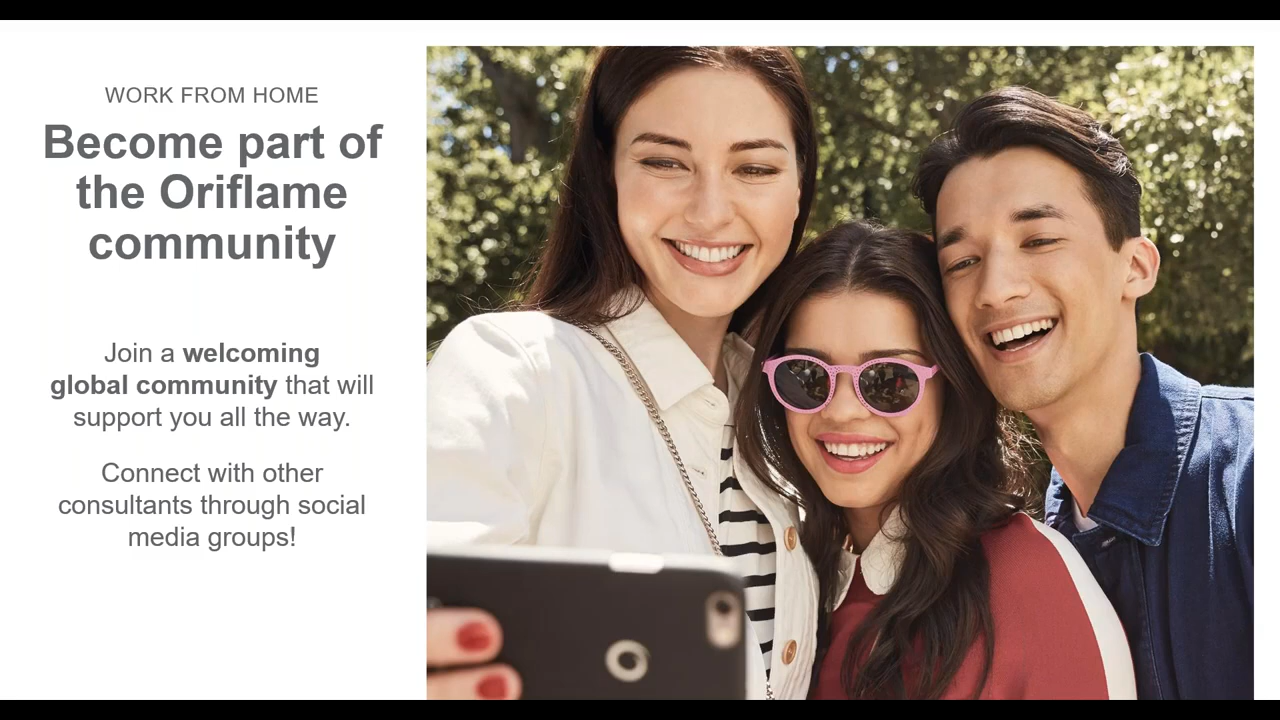 WORK FROM HOME
Become part of
the Oriflame
community
Join a welcoming
global community that will
support you all the way.
Connect with other
consultants through social
media groups!